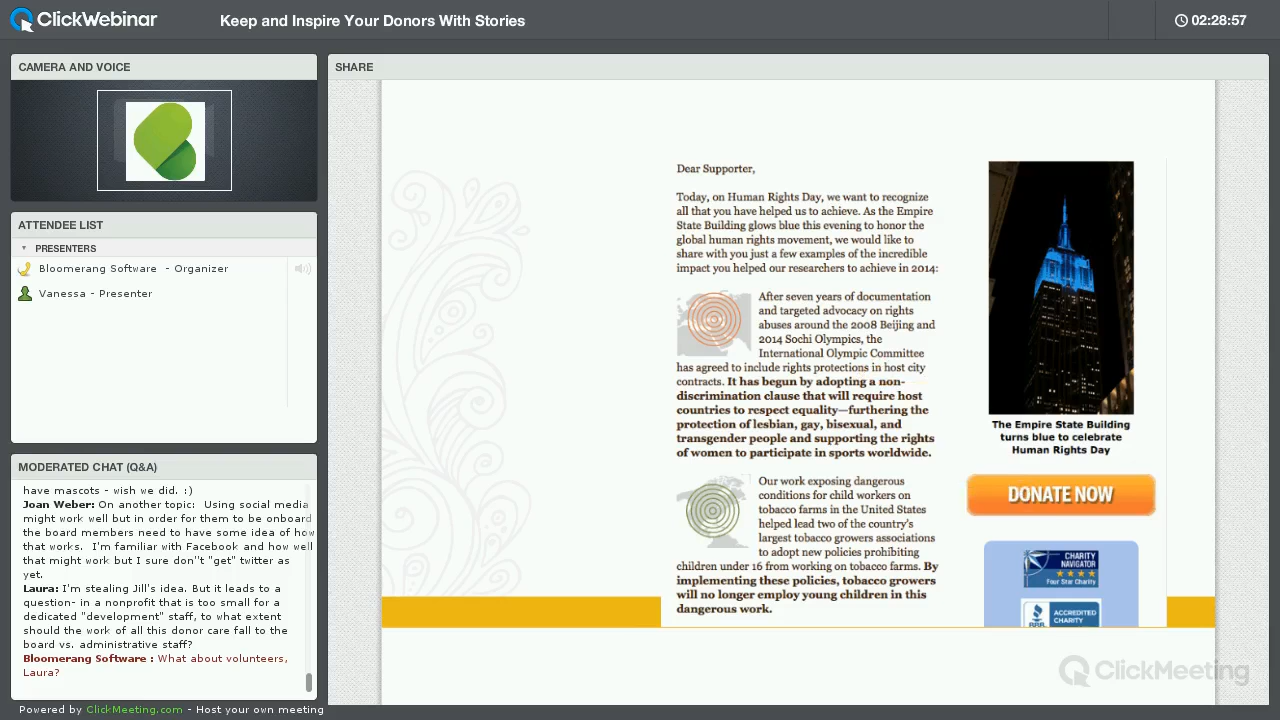 ClickWebinar
Keep and Inspire Your Donors With Stories
02:28:57
CAMERA AND VOICE
ATTENDEE LIST
PRESENTERS
Bloomerang Software - Organizer
Vanessa - Presenter
MODERATED CHAT (Q&A)
have mascots - wish we did. :)
Joan Weber: On another topic: Using social media
might work well but in order for them to be onboard
the board members need to have some idea of how
that works. I'm familiar with Facebook and how well
that might work but I sure don''t "get" twitter as
yet.
Laura: I'm stealing Jill's idea. But it leads to a
question- in a nonprofit that is too small for a
dedicated "development" staff, to what extent
should the work of all this donor care fall to the
board vs. administrative staff?
Bloomerang Software : What about volunteers,
Laura?
Powered by ClickMeeting.com - Host your own meeting
SHARE
Dear Supporter,
Today, on Human Rights Day, we want to recognize
all that you have helped us to achieve. As the Empire
State Building glows blue this evening to honor the
global human rights movement, we would like to
share with you just a few examples of the incredible
impact you helped our researchers to achieve in 2014:
After seven years of documentation
and targeted advocacy on rights
abuses around the 2008 Beijing and
2014 Sochi Olympics, the
International Olympic Committee
has agreed to include rights protections in host city
contracts. It has begun by adopting a non-
discrimination clause that will require host
countries to respect equality—furthering the
protection of lesbian, gay, bisexual, and
transgender people and supporting the rights
of women to participate in sports worldwide.
Our work exposing dangerous
conditions for child workers on
tobacco farms in the United States
helped lead two of the country's
largest tobacco growers associations
to adopt new policies prohibiting
children under 16 from working on tobacco farms. By
implementing these policies, tobacco growers
will no longer employ young children in this
dangerous work.
The Empire State Building
turns blue to celebrate
Human Rights Day
DONATE NOW
CHARITY
NAVIGATOR
Four Star Charity
BBB
ACCREDITED
CHARITY
ClickMeeting